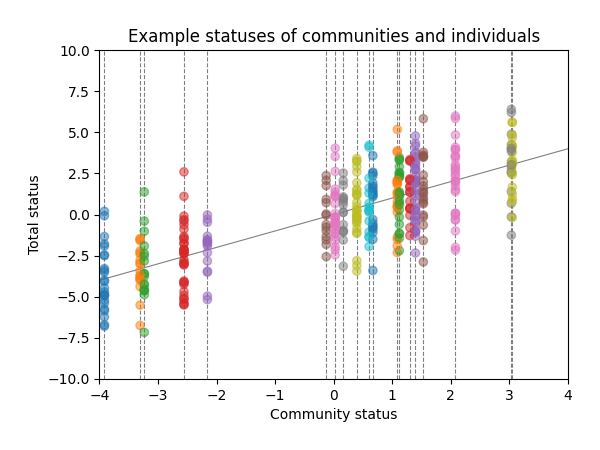 Example statuses of communities and individuals
Total status
10.0
7.5
5.0
2.5
0.0
−2.5
−5.0
−7.5
−10.0
−4 −3 −2 −1 0 1 2 3 4
Community status